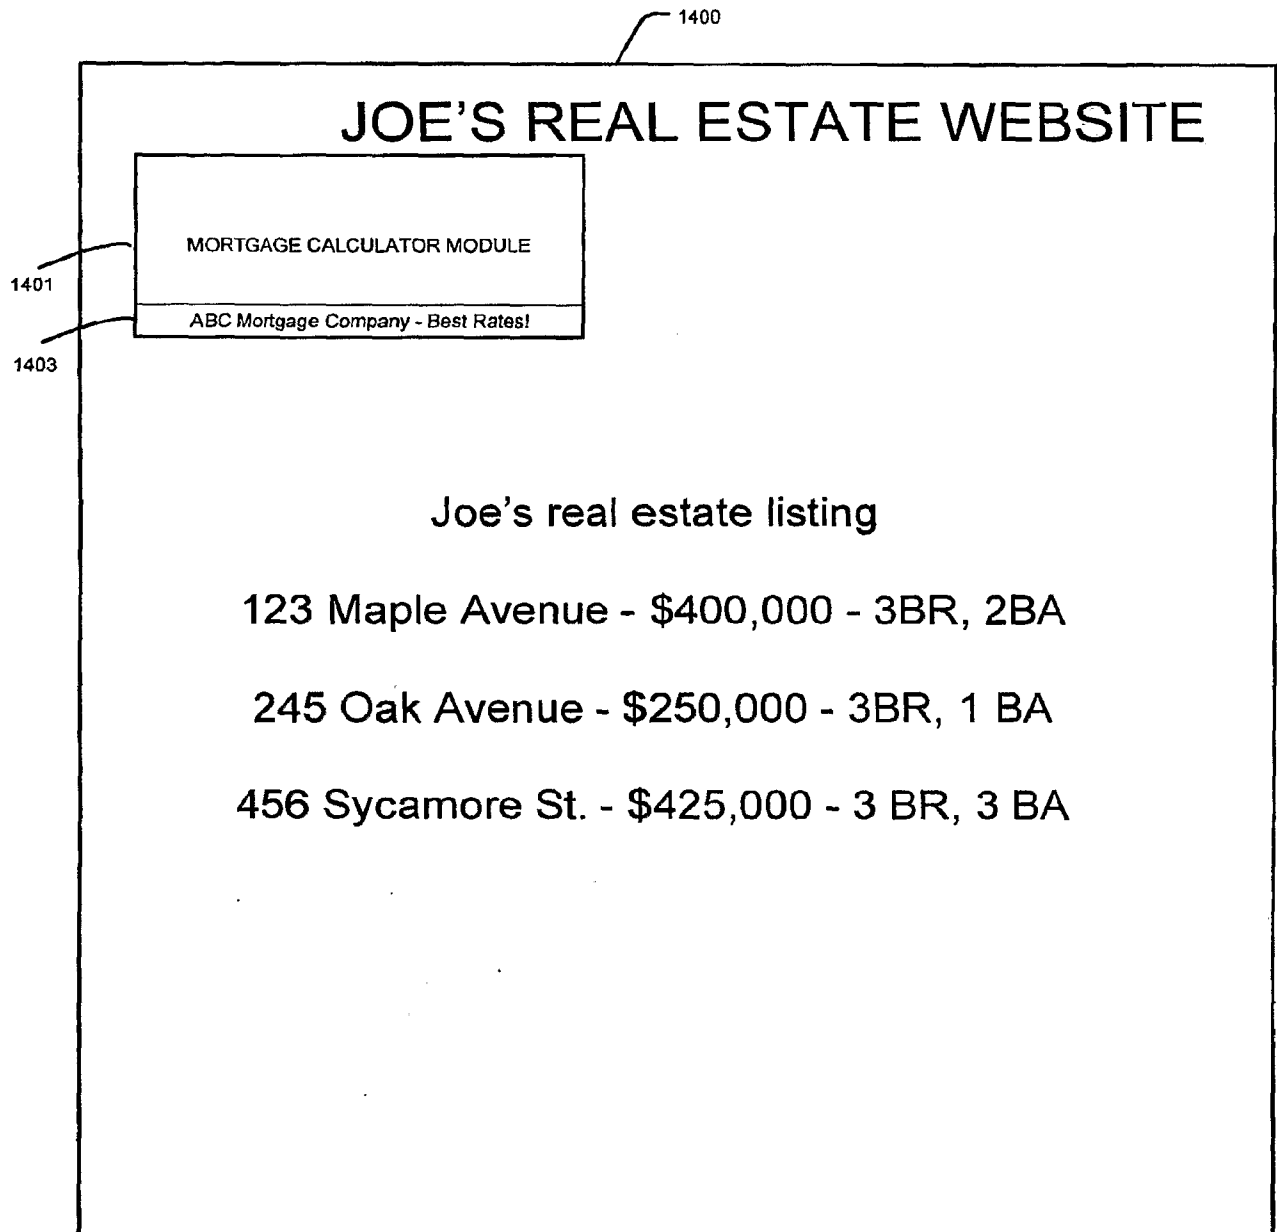 1400
JOE'S REAL ESTATE WEBSITE
MORTGAGE CALCULATOR MODULE
1401
ABC Mortgage Company - Best Rates!
1403
Joe's real estate listing
123 Maple Avenue - $400,000 - 3BR, 2BA
245 Oak Avenue - $250,000 - 3BR, 1 BA
456 Sycamore St. - $425,000 - 3 BR, 3 BA